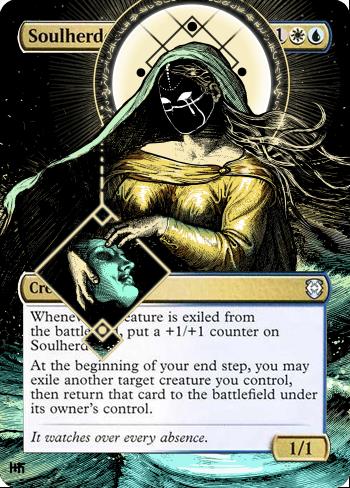 Soulherd
1
Cre
Whene      eature is exiled from
the battle      , put a +1/+1 counter on
Soulherd
At the beginning of your end step, you may
exile another target creature you control,
then return that card to the battlefield under
its owner's control.
It watches over every absence.
1/1